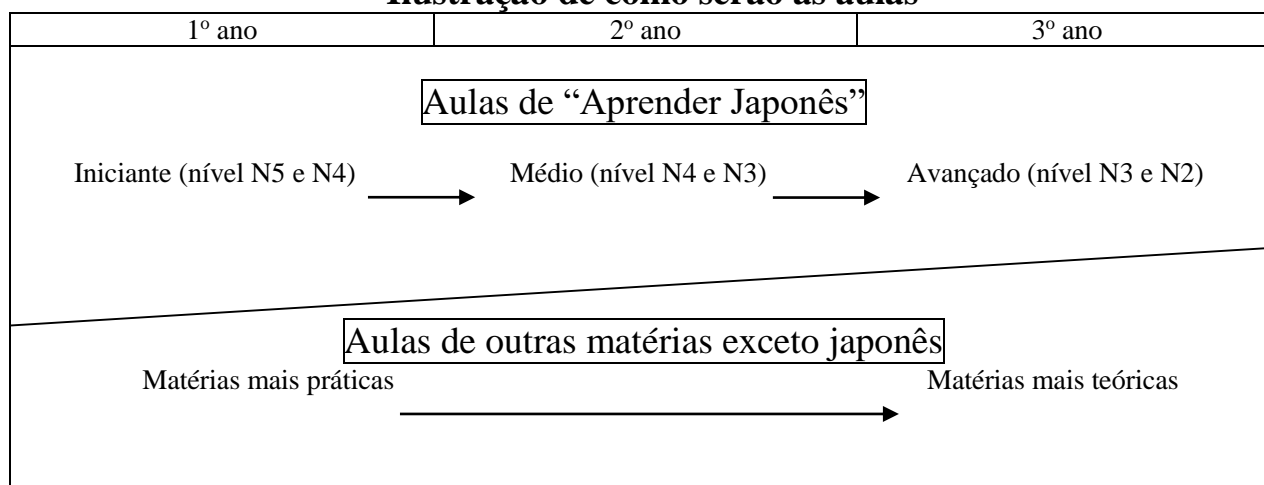 Ilustração de como serão as aulas
1º ano 2º ano 3º ano
Aulas de “Aprender Japonês”
Iniciante (nível N5 e N4) Médio (nível N4 e N3) Avançado (nível N3 e N2)
Aulas de outras matérias exceto japonês
Matérias mais práticas Matérias mais teóricas